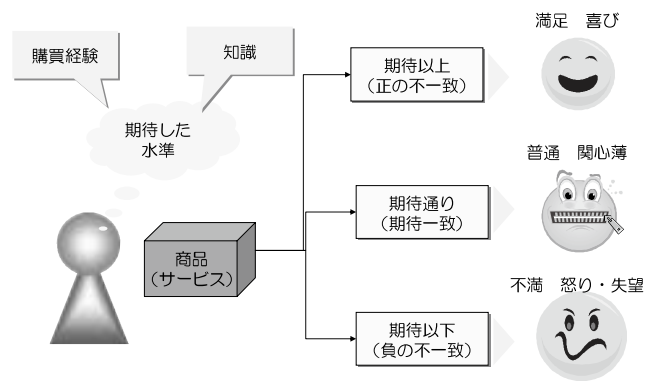 購買経験
知識
期待した
水準
商品
（サービス）
期待以上
（正の不一致）
満足　喜び
期待通り
（期待一致）
普通　関心薄
期待以下
（負の不一致）
不満　怒り・失望